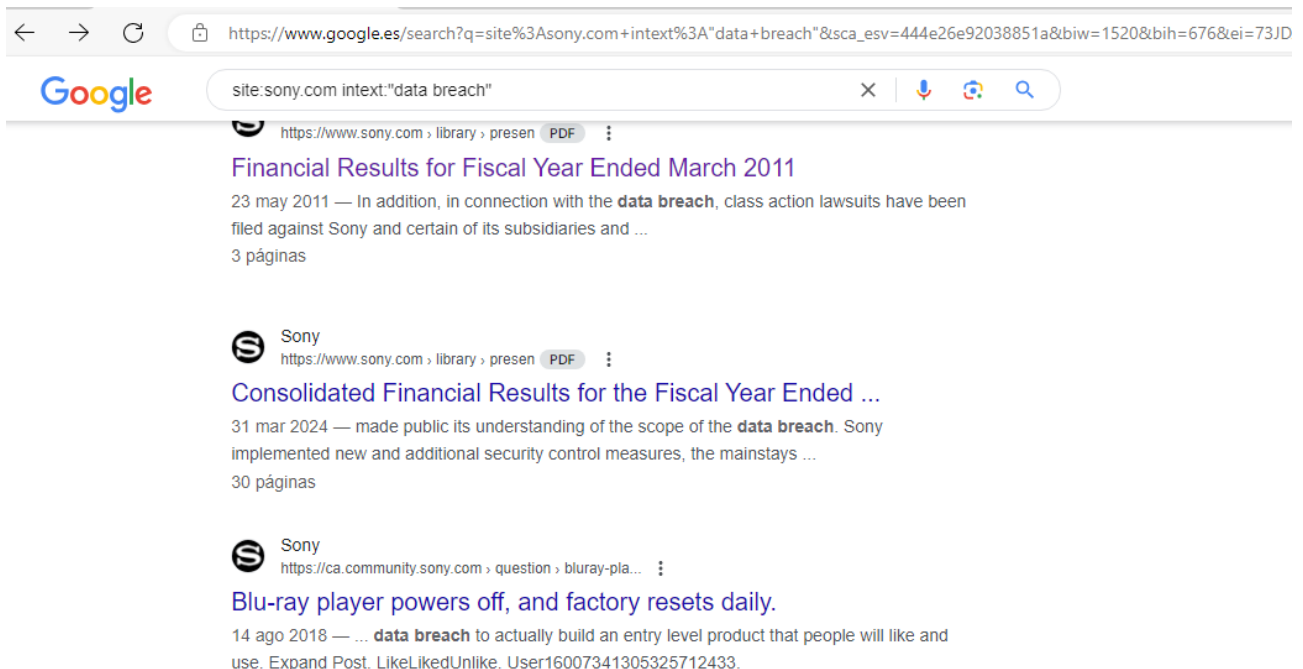 https://www.google.es/search?q=site%3Asony.com+intext%3A"data+breach"&sca_esv=444e26e92038851a&biw=1520&bih=676&ei=73JD
Google
site:sony.com intext:"data breach"
https://www.sony.com › library › presen PDF
Financial Results for Fiscal Year Ended March 2011
23 may 2011 — In addition, in connection with the data breach, class action lawsuits have been
filed against Sony and certain of its subsidiaries and ...
3 páginas
Sony
https://www.sony.com › library › presen PDF
Consolidated Financial Results for the Fiscal Year Ended ...
31 mar 2024 — made public its understanding of the scope of the data breach. Sony
implemented new and additional security control measures, the mainstays ...
30 páginas
Sony
https://ca.community.sony.com › question › bluray-pla...
Blu-ray player powers off, and factory resets daily.
14 ago 2018 — ... data breach to actually build an entry level product that people will like and
use. Expand Post. LikeLikedUnlike. User16007341305325712433.